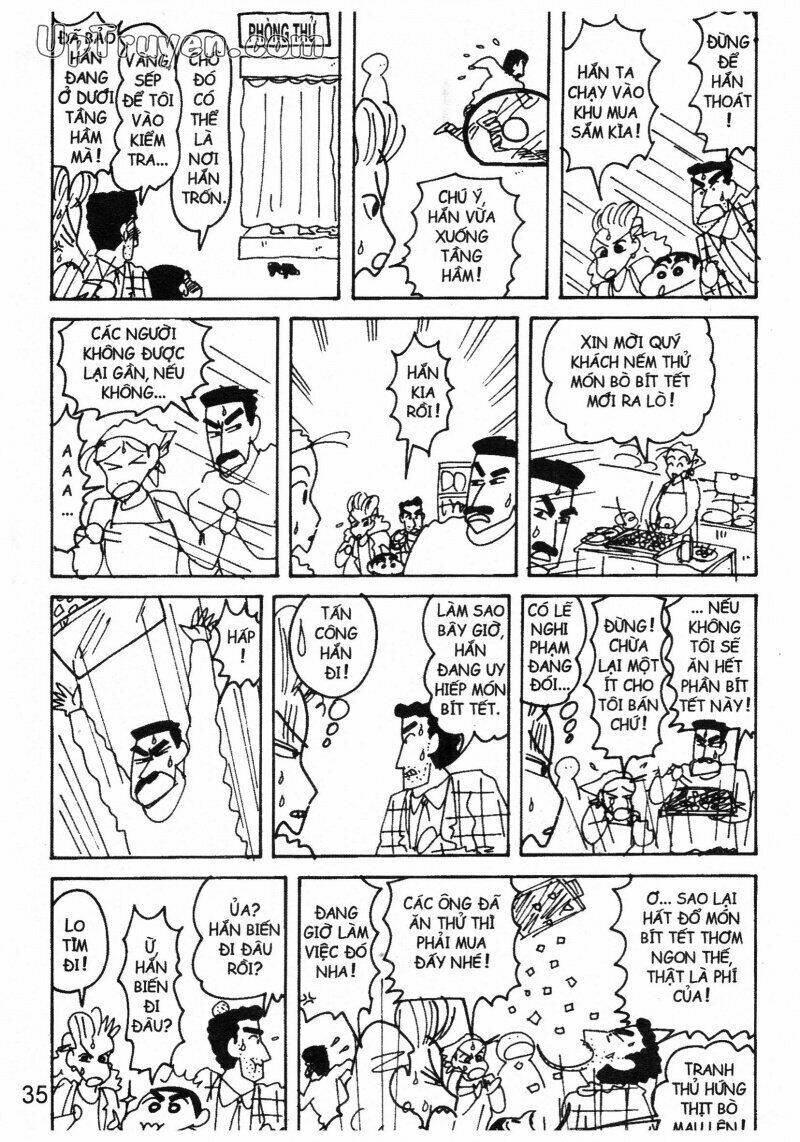 UpTruyen.com
ĐỪNG
ĐỂ
HẮN
THOÁT
!
HẮN TA
CHẠY VÀO
KHU MUA
SẮM KÌA!
CHÚ Ý,
HẮN VỪA
XUỐNG
TẦNG
HẦM!
PHÒNG THỬ
CHỖ
ĐÓ
CÓ
THỂ
LÀ
NƠI
HẮN
TRỐN.
VÂNG,
SẾP
ĐỂ TÔI
VÀO
KIỂM
TRA...
ĐÃ BẢO
HẮN
ĐANG
Ở DƯỚI
TẦNG
HẦM
MÀ!
XIN MỜI QUÝ
KHÁCH NẾM THỬ
MÓN BÒ BÍT TẾT
MỚI RA LÒ!
HẮN
KIA
RỒI!
CÁC NGƯỜI
KHÔNG ĐƯỢC
LẠI GẦN, NẾU
KHÔNG...
A
A
A
...
... NẾU
KHÔNG
TÔI SẼ
ĂN HẾT
PHẦN BÍT
TẾT NÀY!
ĐỪNG!
CHỪA
LẠI MỘT
ÍT CHO
TÔI BÁN
CHỨ!
CÓ LẼ
NGHI
PHẠM
ĐANG
ĐÓI...
LÀM SAO
BÂY GIỜ,
HẮN
ĐANG UY
HIẾP MÓN
BÍT TẾT.
TẤN
CÔNG
HẮN
ĐI!
HẤP
!
Ơ... SAO LẠI
HẤT ĐỔ MÓN
BÍT TẾT THƠM
NGON THẾ,
THẬT LÀ PHÍ
CỦA!
TRANH
THỦ HỨNG
THỊT BÒ
MAU LÊN!
CÁC ÔNG ĐÃ
ĂN THỬ THÌ
PHẢI MUA
ĐẤY NHÉ!
ĐANG
GIỜ LÀM
VIỆC ĐÓ
NHA!
ỦA?
HẮN BIẾN
ĐI ĐÂU
RỒI?
Ừ,
HẮN
BIẾN
ĐI
ĐÂU?
LO
TÌM
ĐI!
35